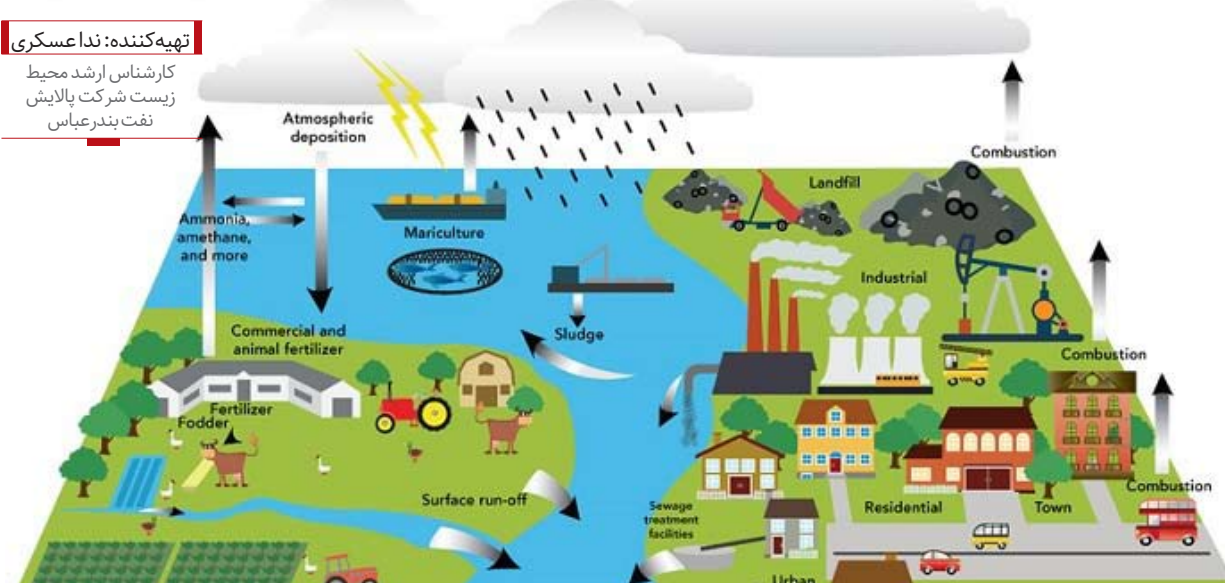 تهیه‌کننده: ندا عسکری
کارشناس ارشد محیط
زیست شرکت پالایش
نفت بندرعباس
Atmospheric
deposition
Combustion
Landfill
Ammonia,
amethane,
and more
Mariculture
Industrial
Commercial and
animal fertilizer
Sludge
Combustion
Fertilizer
Fodder
Surface run-off
Sewage
treatment
facilities
Residential
Town
Combustion
Urban